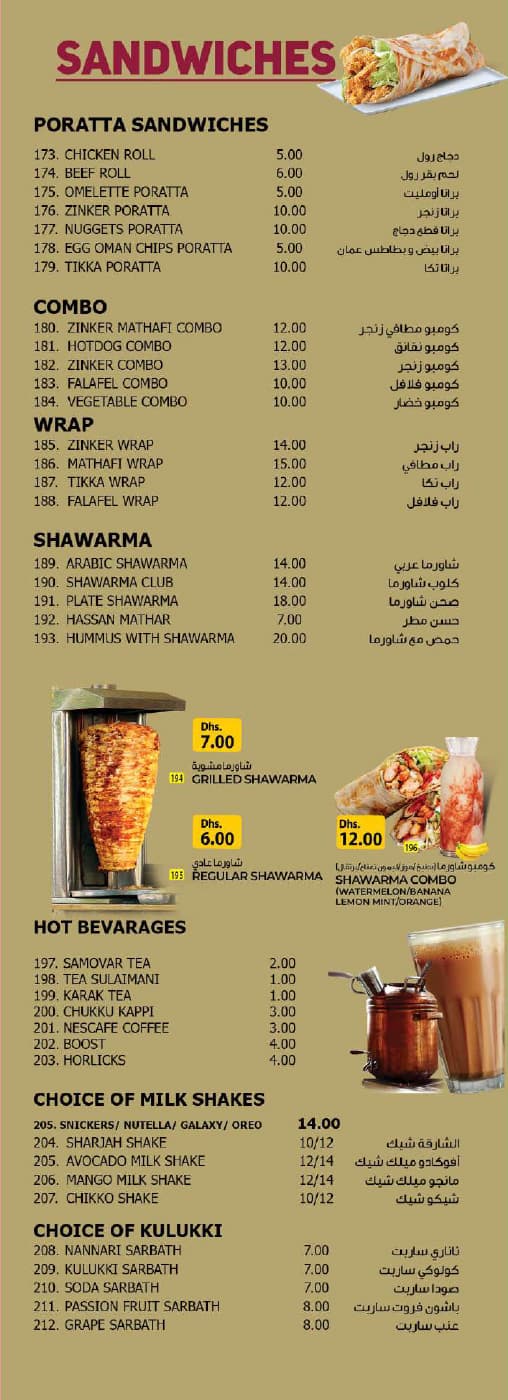 SANDWICHES
PORATTA SANDWICHES
173. CHICKEN ROLL 5.00 دجاج رول
174. BEEF ROLL 6.00 لحم بقر رول
175. OMELETTE PORATTA 5.00 براتا أومليت
176. ZINKER PORATTA 10.00 براتا زنجر
177. NUGGETS PORATTA 10.00 براتا قطع دجاج
178. EGG OMAN CHIPS PORATTA 5.00 براتا بيض و بطاطس عمان
179. TIKKA PORATTA 10.00 براتا تكا
COMBO
180. ZINKER MATHAFI COMBO 12.00 كومبو مطافي زنجر
181. HOTDOG COMBO 12.00 كومبو نقانق
182. ZINKER COMBO 13.00 كومبو زنجر
183. FALAFEL COMBO 10.00 كومبو فلافل
184. VEGETABLE COMBO 10.00 كومبو خضار
WRAP
185. ZINKER WRAP 14.00 راب زنجر
186. MATHAFI WRAP 15.00 راب مطافي
187. TIKKA WRAP 12.00 راب تكا
188. FALAFEL WRAP 12.00 راب فلافل
SHAWARMA
189. ARABIC SHAWARMA 14.00 شاورما عربي
190. SHAWARMA CLUB 14.00 كلوب شاورما
191. PLATE SHAWARMA 18.00 صحن شاورما
192. HASSAN MATHAR 7.00 حسن مطر
193. HUMMUS WITH SHAWARMA 20.00 حمص مع شاورما
Dhs.
7.00
شاورما مشوية
194 GRILLED SHAWARMA
Dhs.
6.00
شاورما عادي
195 REGULAR SHAWARMA
Dhs.
12.00
196
كومبو شاورما
SHAWARMA COMBO
(WATERMELON/BANANA
LEMON MINT/ORANGE)
HOT BEVARAGES
197. SAMOVAR TEA 2.00
198. TEA SULAIMANI 1.00
199. KARAK TEA 1.00
200. CHUKKU KAPPI 3.00
201. NESCAFE COFFEE 3.00
202. BOOST 4.00
203. HORLICKS 4.00
CHOICE OF MILK SHAKES
205. SNICKERS/ NUTELLA/ GALAXY/ OREO 14.00
204. SHARJAH SHAKE 10/12 الشارقة شيك
205. AVOCADO MILK SHAKE 12/14 أفوكادو ميلك شيك
206. MANGO MILK SHAKE 12/14 مانجو ميلك شيك
207. CHIKKO SHAKE 10/12 شيكو شيك
CHOICE OF KULUKKI
208. NANNARI SARBATH 7.00 ناناري ساربت
209. KULUKKI SARBATH 7.00 كولوكي ساربت
210. SODA SARBATH 7.00 صودا ساربت
211. PASSION FRUIT SARBATH 8.00 باشون فروت ساربت
212. GRAPE SARBATH 8.00 عنب ساربت